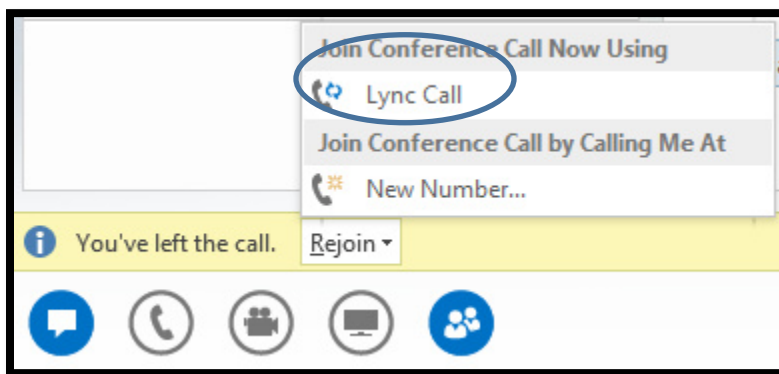 Join Conference Call Now Using
Lync Call
Join Conference Call by Calling Me At
New Number...
You've left the call. Rejoin